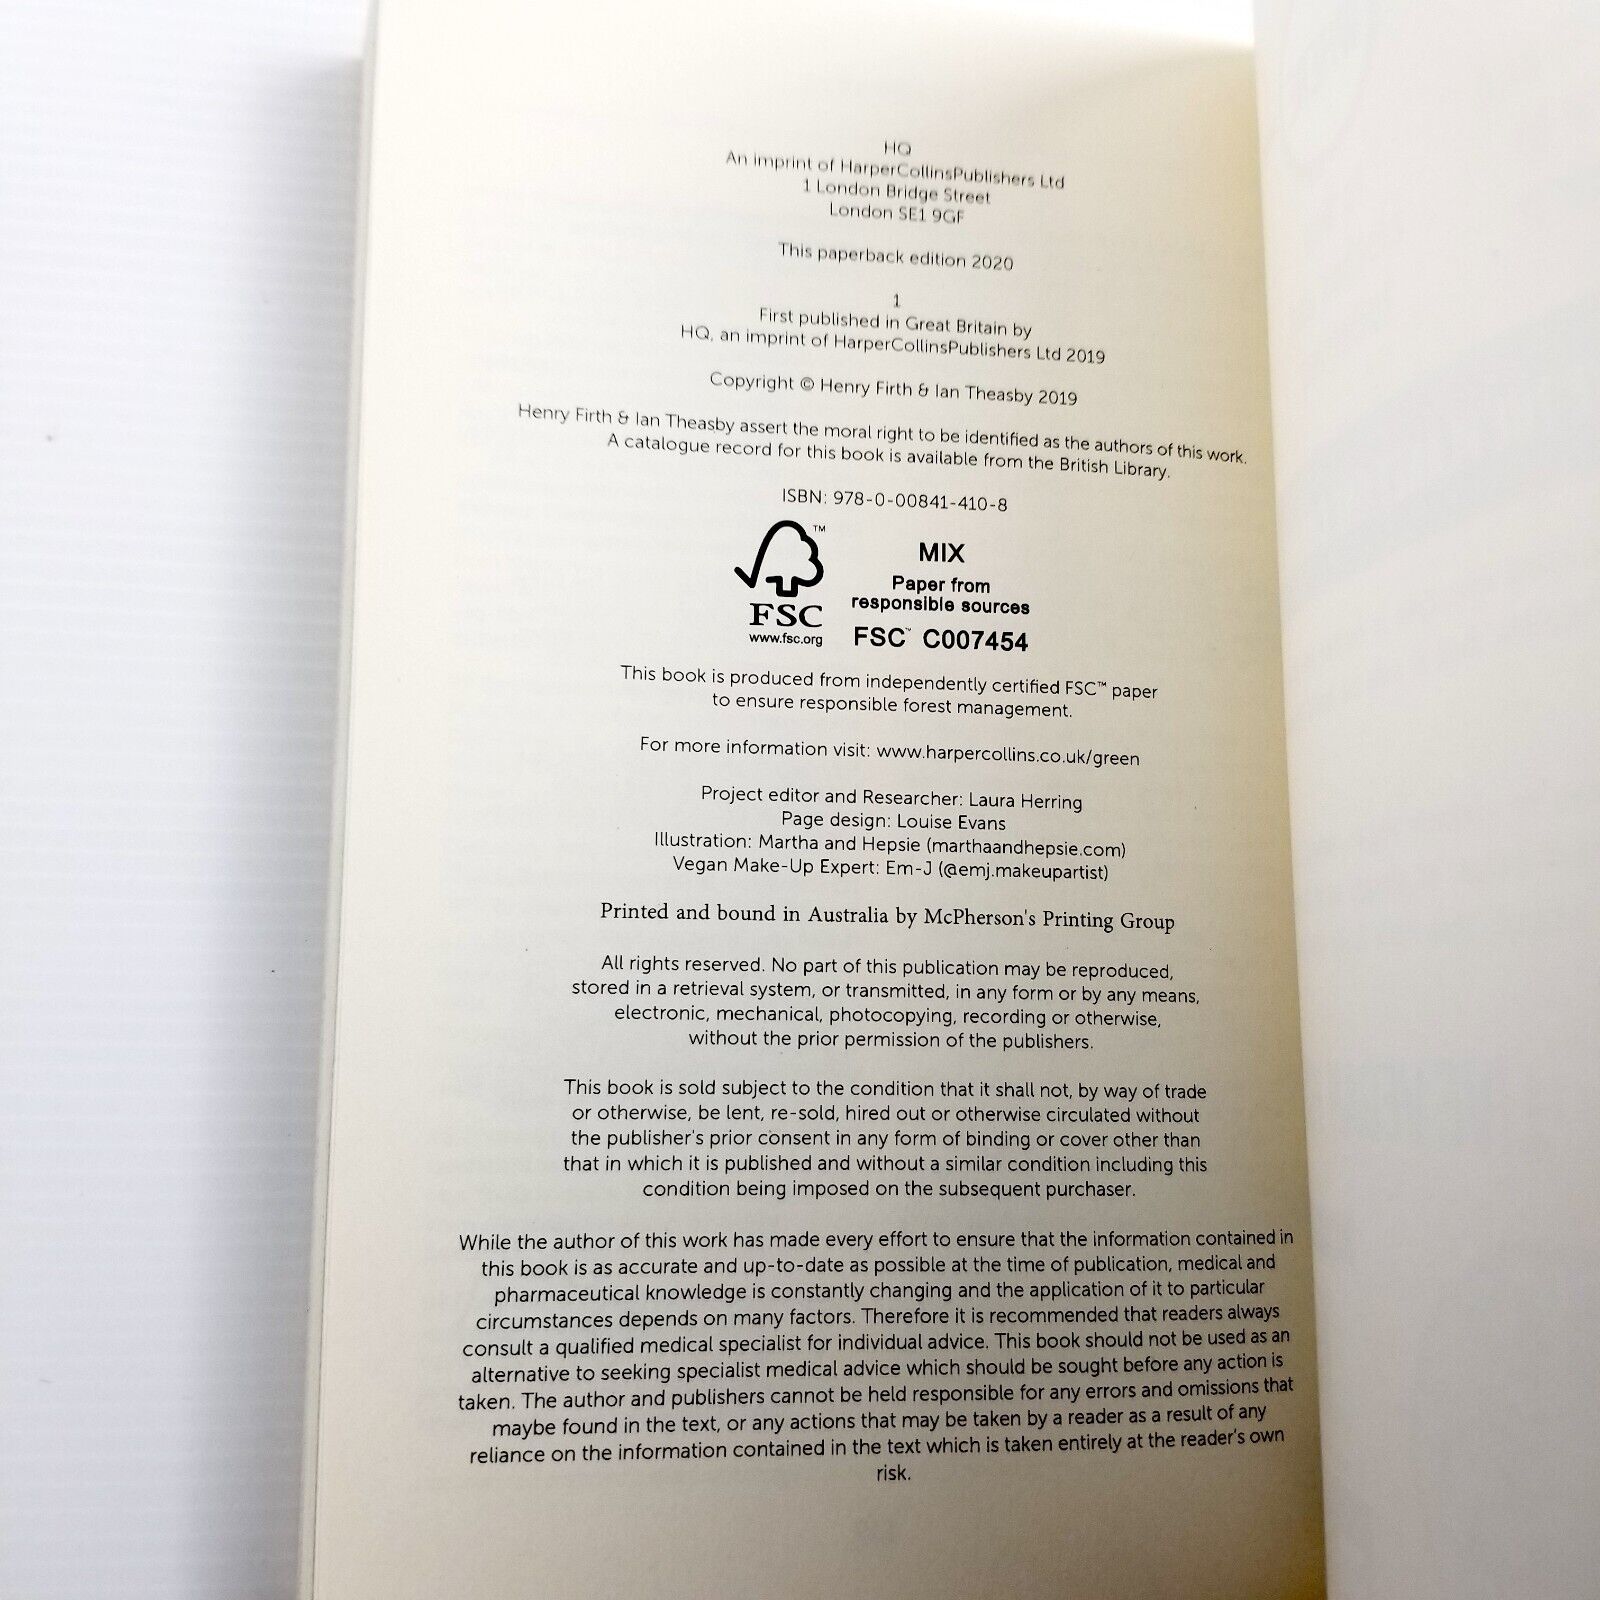 HQ
An imprint of HarperCollinsPublishers Ltd
1 London Bridge Street
London SE1 9GF
This paperback edition 2020
1
First published in Great Britain by
HQ, an imprint of HarperCollinsPublishers Ltd 2019
Copyright © Henry Firth & Ian Theasby 2019
Henry Firth & Ian Theasby assert the moral right to be identified as the authors of this work.
A catalogue record for this book is available from the British Library.
ISBN: 978-0-00841-410-8
™
FSC
www.fsc.org
MIX
Paper from
responsible sources
FSC™ C007454
This book is produced from independently certified FSC™ paper
to ensure responsible forest management.
For more information visit: www.harpercollins.co.uk/green
Project editor and Researcher: Laura Herring
Page design: Louise Evans
Illustration: Martha and Hepsie (marthaandhepsie.com)
Vegan Make-Up Expert: Em-J (@emj.makeupartist)
Printed and bound in Australia by McPherson's Printing Group
All rights reserved. No part of this publication may be reproduced,
stored in a retrieval system, or transmitted, in any form or by any means,
electronic, mechanical, photocopying, recording or otherwise,
without the prior permission of the publishers.
This book is sold subject to the condition that it shall not, by way of trade
or otherwise, be lent, re-sold, hired out or otherwise circulated without
the publisher's prior consent in any form of binding or cover other than
that in which it is published and without a similar condition including this
condition being imposed on the subsequent purchaser.
While the author of this work has made every effort to ensure that the information contained in
this book is as accurate and up-to-date as possible at the time of publication, medical and
pharmaceutical knowledge is constantly changing and the application of it to particular
circumstances depends on many factors. Therefore it is recommended that readers always
consult a qualified medical specialist for individual advice. This book should not be used as an
alternative to seeking specialist medical advice which should be sought before any action is
taken. The author and publishers cannot be held responsible for any errors and omissions that
maybe found in the text, or any actions that may be taken by a reader as a result of any
reliance on the information contained in the text which is taken entirely at the reader's own
risk.